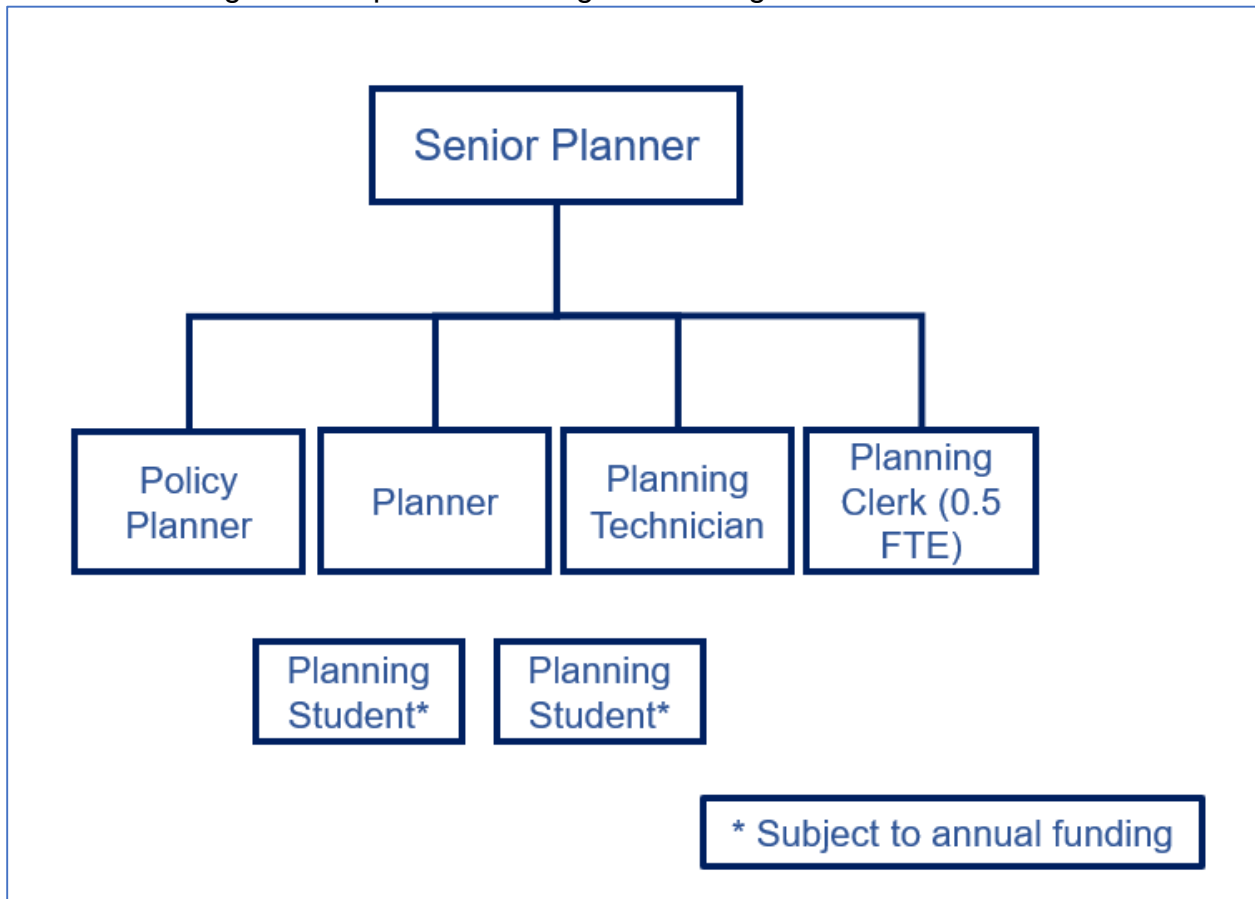 Senior Planner
Policy
Planner
Planner
Planning
Technician
Planning
Clerk (0.5
FTE)
Planning
Student*
Planning
Student*
* Subject to annual funding